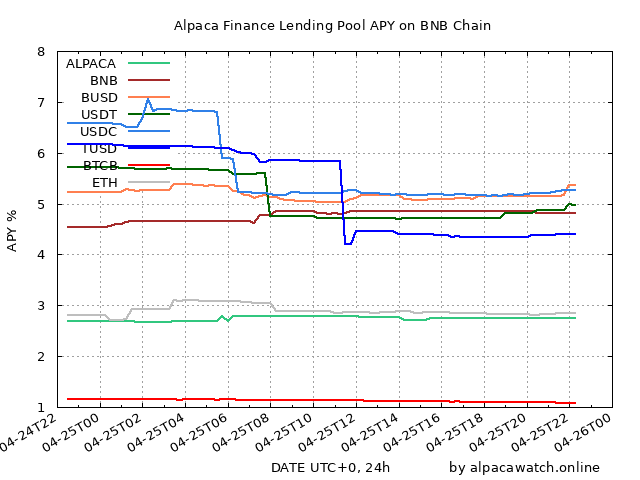 Alpaca Finance Lending Pool APY on BNB Chain
8
7
6
5
4
3
2
1
APY %
ALPACA
BNB
BUSD
USDT
USDC
TUSD
BTCB
ETH
04-24T22
04-25T00
04-25T02
04-25T04
04-25T06
04-25T08
04-25T10
04-25T12
04-25T14
04-25T16
04-25T18
04-25T20
04-25T22
04-26T00
DATE UTC+0, 24h
by alpacawatch.online